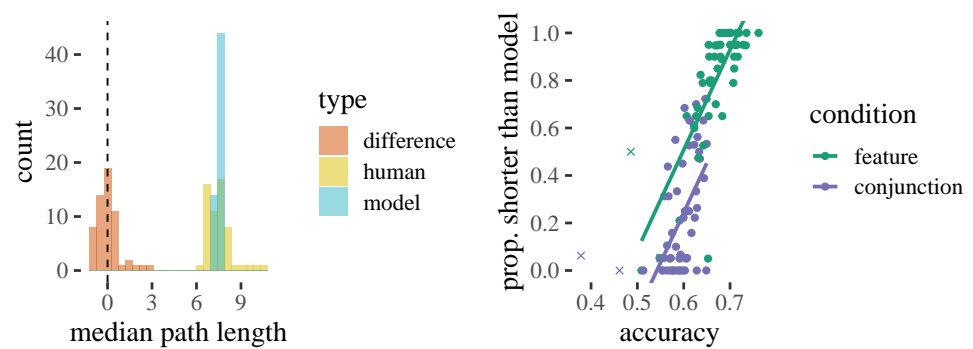 40
30
20
10
0
count
0 3 6 9
median path length
type
difference
human
model
1.0
0.8
0.6
0.4
0.2
0.0
prop. shorter than model
0.4 0.5 0.6 0.7
accuracy
condition
feature
conjunction